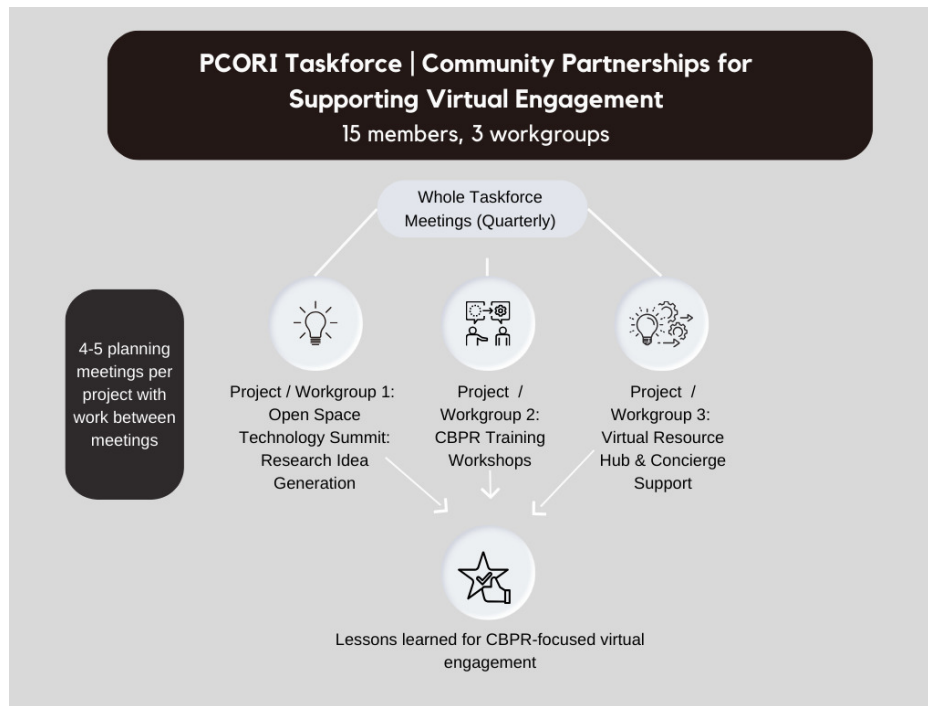 PCORI Taskforce | Community Partnerships for
Supporting Virtual Engagement
15 members, 3 workgroups
Whole Taskforce
Meetings (Quarterly)
4-5 planning
meetings per
project with
work between
meetings
Project / Workgroup 1:
Open Space
Technology Summit:
Research Idea
Generation
Project /
Workgroup 2:
CBPR Training
Workshops
Project /
Workgroup 3:
Virtual Resource
Hub & Concierge
Support
Lessons learned for CBPR-focused virtual
engagement